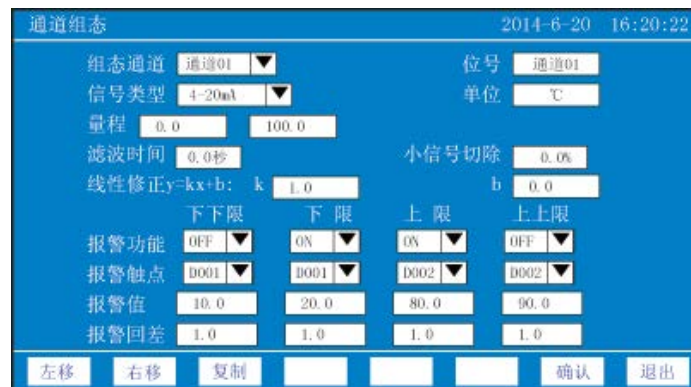 通道组态 2014-6-20 16:20:22
组态通道 通道01 位号 通道01
信号类型 4-20mA 单位 ℃
量程 0.0 100.0
滤波时间 0.0秒 小信号切除 0.0%
线性修正y=kx+b: k 1.0 b 0.0
下下限 下 限 上 限 上上限
报警功能 OFF ON ON OFF
报警触点 DO01 DO01 DO02 DO02
报警值 10.0 20.0 80.0 90.0
报警回差 1.0 1.0 1.0 1.0
左移 右移 复制 确认 退出